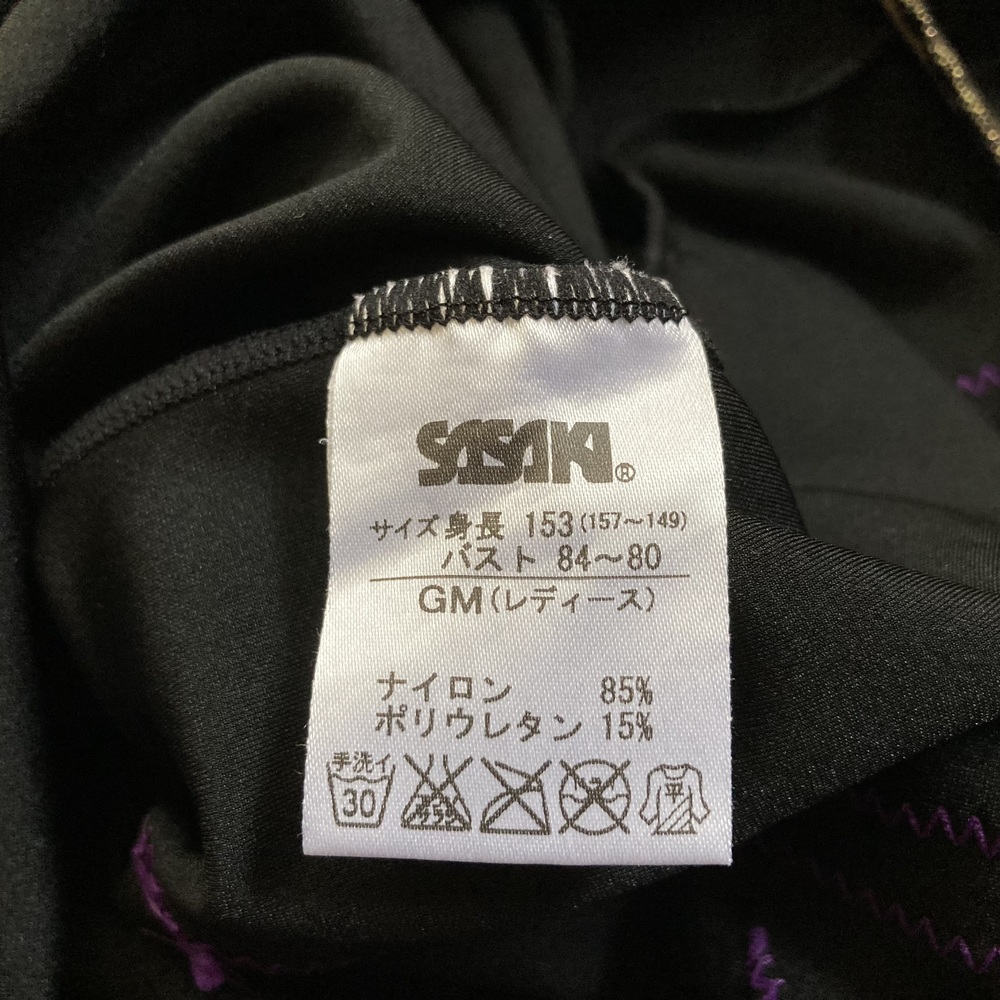 SASAKI®
サイズ 身長 153(157～149)
バスト 84～80
GM(レディース)
ナイロン 85%
ポリウレタン 15%
手洗イ
30
平